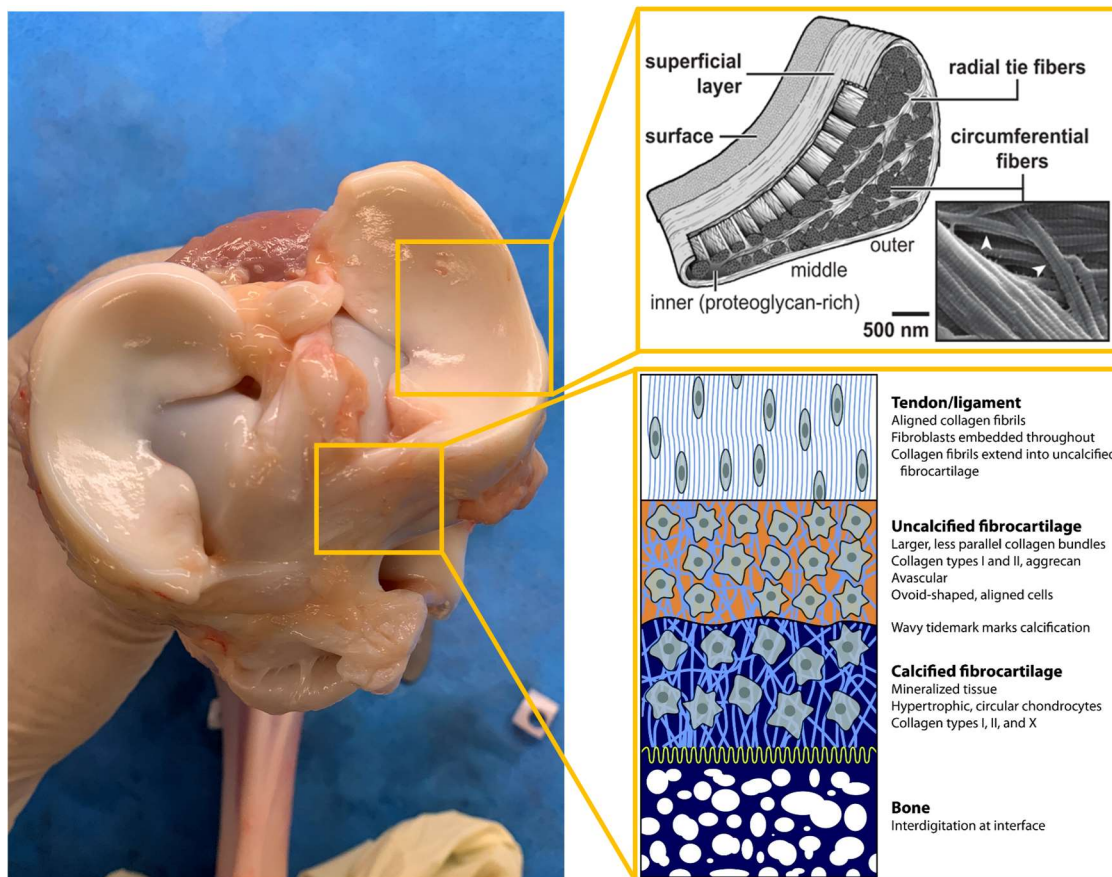 superficial
layer
surface
radial tie fibers
circumferential
fibers
outer
middle
inner (proteoglycan-rich)
500 nm
Tendon/ligament
Aligned collagen fibrils
Fibroblasts embedded throughout
Collagen fibrils extend into uncalcified
fibrocartilage
Uncalcified fibrocartilage
Larger, less parallel collagen bundles
Collagen types I and II, aggrecan
Avascular
Ovoid-shaped, aligned cells
Wavy tidemark marks calcification
Calcified fibrocartilage
Mineralized tissue
Hypertrophic, circular chondrocytes
Collagen types I, II, and X
Bone
Interdigitation at interface